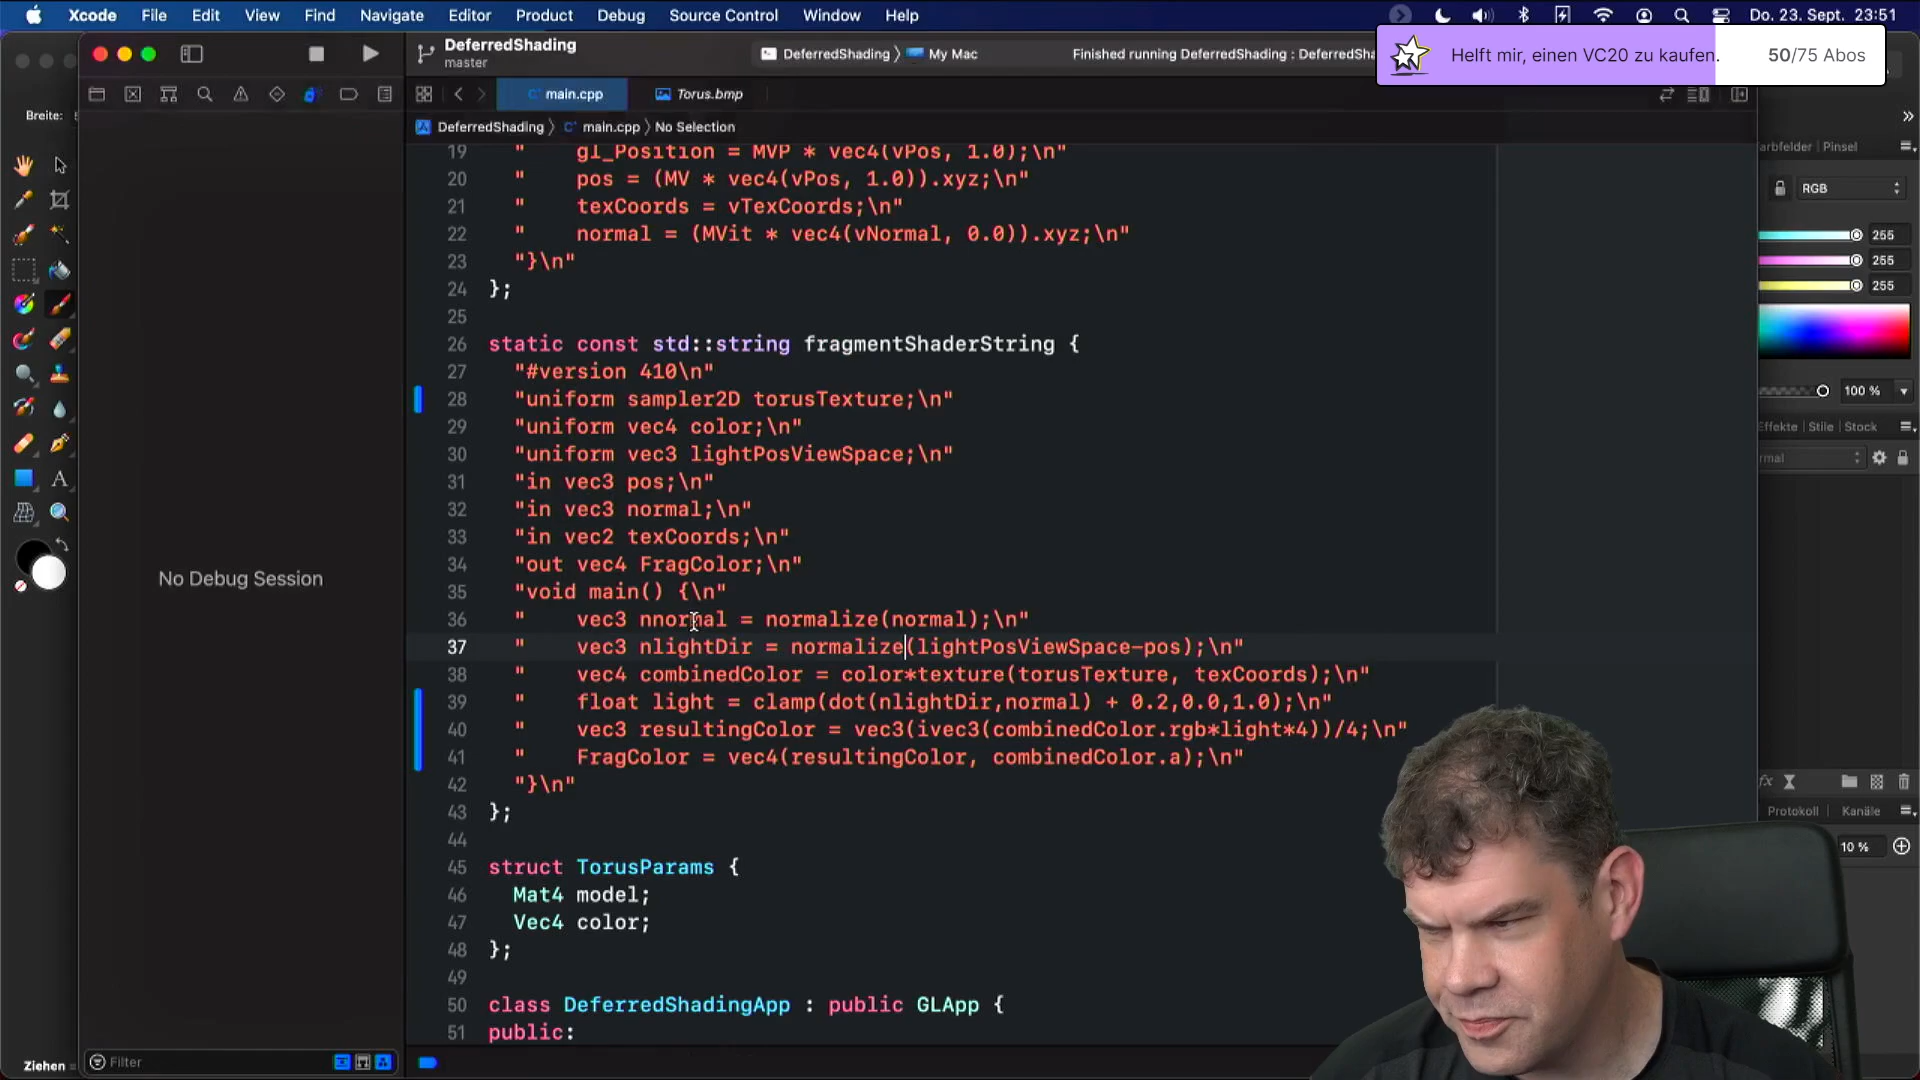 Xcode File Edit View Find Navigate Editor Product Debug Source Control Window Help
Do. 23. Sept. 23:51
Helft mir, einen VC20 zu kaufen. 50/75 Abos
DeferredShading
master
DeferredShading 〉 My Mac
Finished running DeferredShading : DeferredSha
Breite:
main.cpp
Torus.bmp
DeferredShading 〉 main.cpp 〉 No Selection
19 " gl_Position = MVP * vec4(vPos, 1.0);\n"
20 " pos = (MV * vec4(vPos, 1.0)).xyz;\n"
21 " texCoords = vTexCoords;\n"
22 " normal = (MVit * vec4(vNormal, 0.0)).xyz;\n"
23 "}\n"
24 };
25
26 static const std::string fragmentShaderString {
27 "#version 410\n"
28 "uniform sampler2D torusTexture;\n"
29 "uniform vec4 color;\n"
30 "uniform vec3 lightPosViewSpace;\n"
31 "in vec3 pos;\n"
32 "in vec3 normal;\n"
33 "in vec2 texCoords;\n"
34 "out vec4 FragColor;\n"
35 "void main() {\n"
36 " vec3 nnormal = normalize(normal);\n"
37 " vec3 nlightDir = normalize(lightPosViewSpace-pos);\n"
38 " vec4 combinedColor = color*texture(torusTexture, texCoords);\n"
39 " float light = clamp(dot(nlightDir,normal) + 0.2,0.0,1.0);\n"
40 " vec3 resultingColor = vec3(ivec3(combinedColor.rgb*light*4))/4;\n"
41 " FragColor = vec4(resultingColor, combinedColor.a);\n"
42 "}\n"
43 };
44
45 struct TorusParams {
46 Mat4 model;
47 Vec4 color;
48 };
49
50 class DeferredShadingApp : public GLApp {
51 public:
No Debug Session
Filter
Ziehen
arbfelder Pinsel
RGB
255
255
255
100 %
Effekte Stile Stock
rmal
fx
Protokoll Kanäle
10 %
A